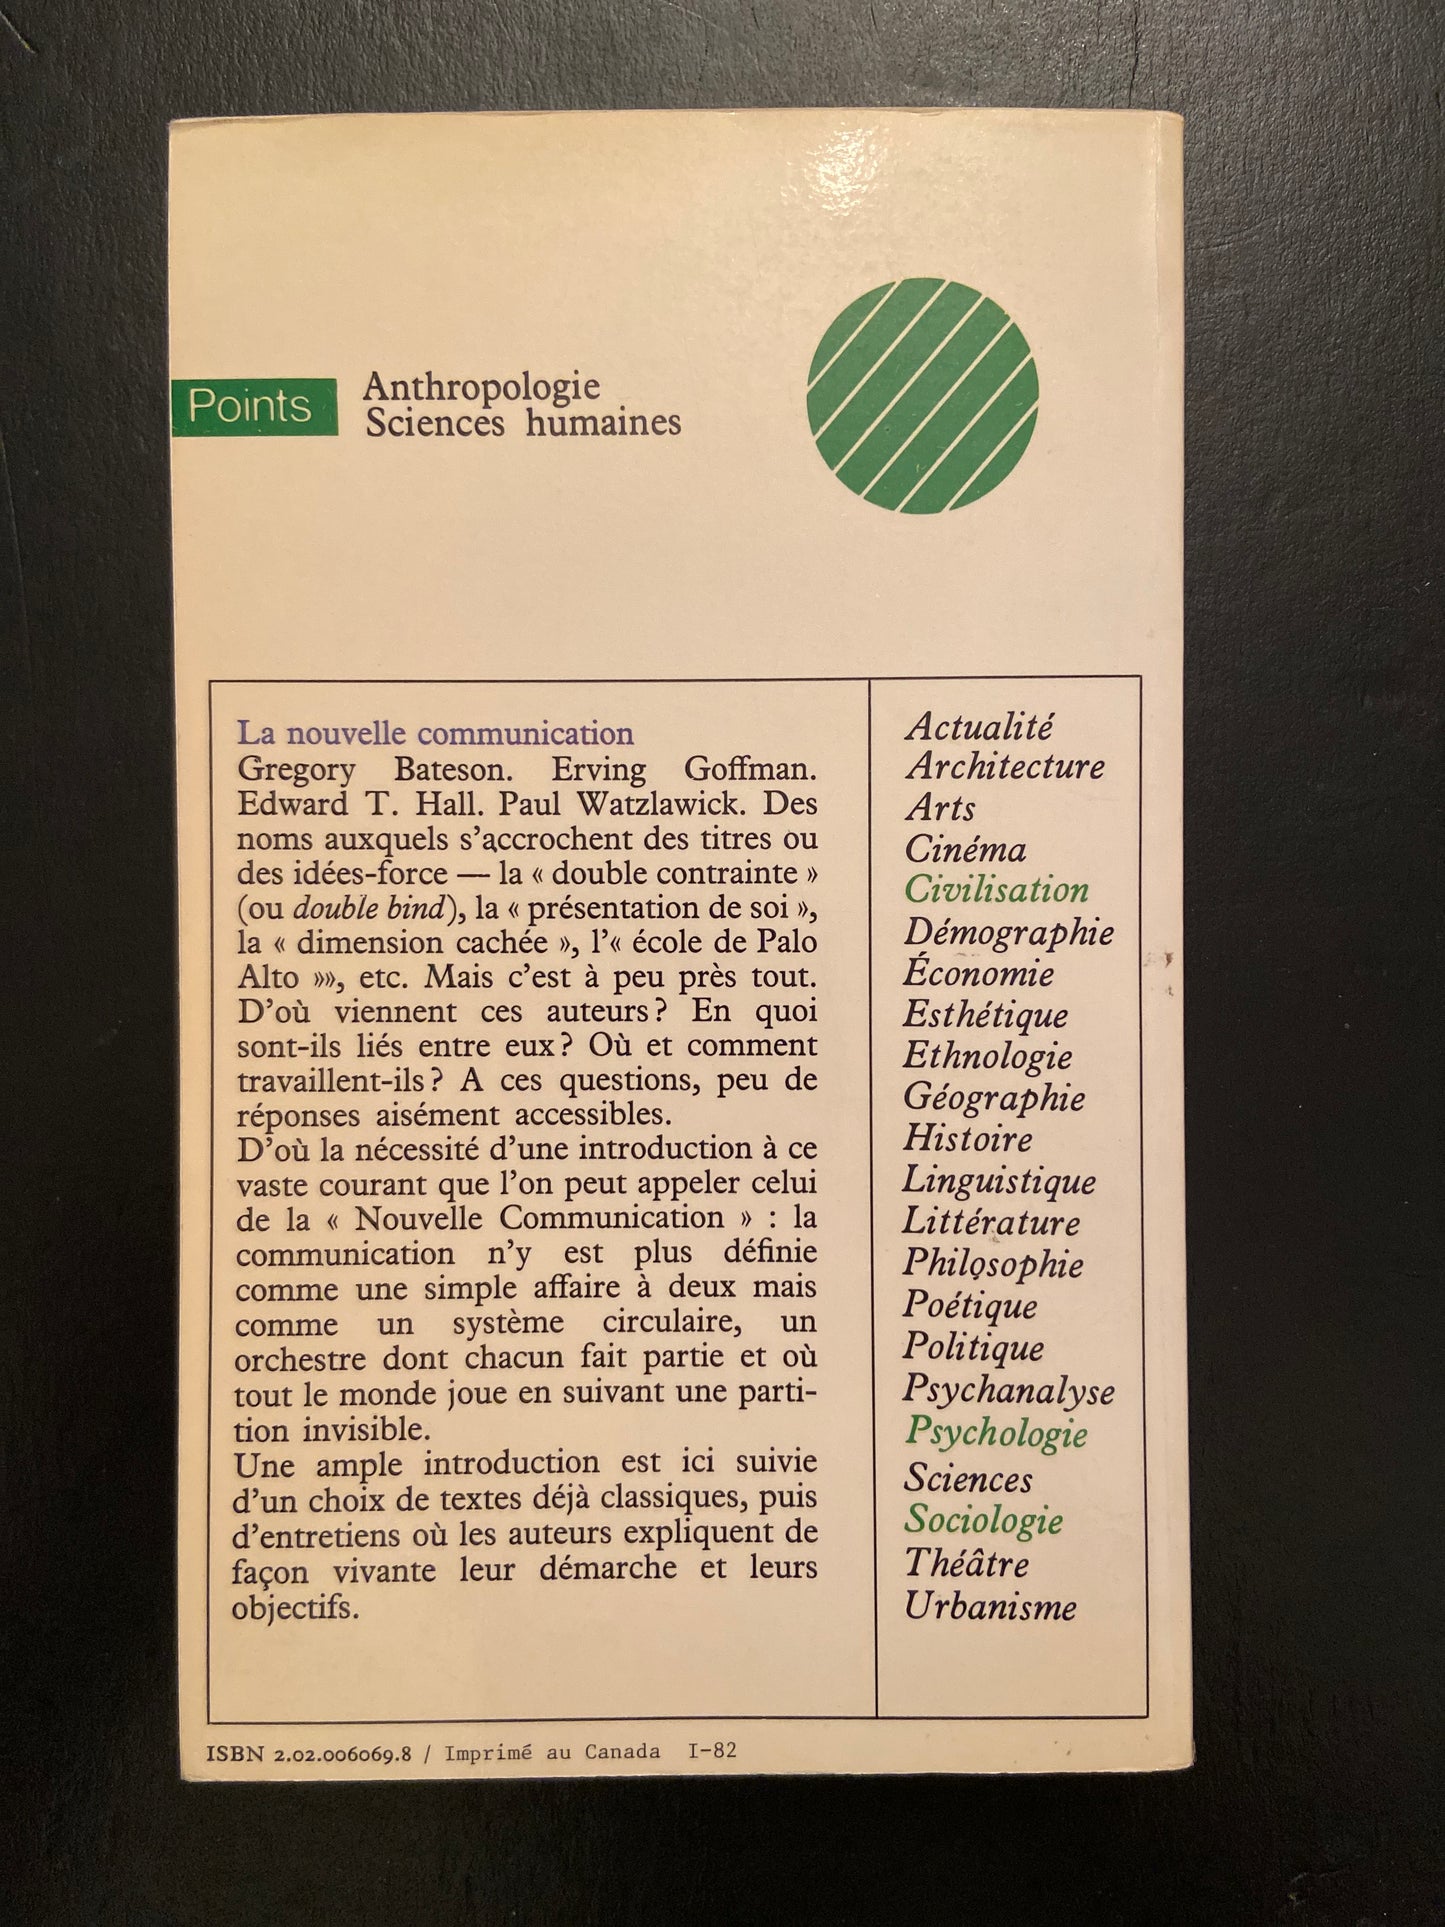 Points
Anthropologie
Sciences humaines
La nouvelle communication
Gregory Bateson. Erving Goffman.
Edward T. Hall. Paul Watzlawick. Des
noms auxquels s'accrochent des titres ou
des idées-force — la « double contrainte »
(ou double bind), la « présentation de soi »,
la « dimension cachée », l'« école de Palo
Alto »», etc. Mais c'est à peu près tout.
D'où viennent ces auteurs? En quoi
sont-ils liés entre eux? Où et comment
travaillent-ils? A ces questions, peu de
réponses aisément accessibles.
D'où la nécessité d'une introduction à ce
vaste courant que l'on peut appeler celui
de la « Nouvelle Communication » : la
communication n'y est plus définie
comme une simple affaire à deux mais
comme un système circulaire, un
orchestre dont chacun fait partie et où
tout le monde joue en suivant une parti-
tion invisible.
Une ample introduction est ici suivie
d'un choix de textes déjà classiques, puis
d'entretiens où les auteurs expliquent de
façon vivante leur démarche et leurs
objectifs.
Actualité
Architecture
Arts
Cinéma
Civilisation
Démographie
Économie
Esthétique
Ethnologie
Géographie
Histoire
Linguistique
Littérature
Philosophie
Poétique
Politique
Psychanalyse
Psychologie
Sciences
Sociologie
Théâtre
Urbanisme
ISBN 2.02.006069.8 / Imprimé au Canada I-82